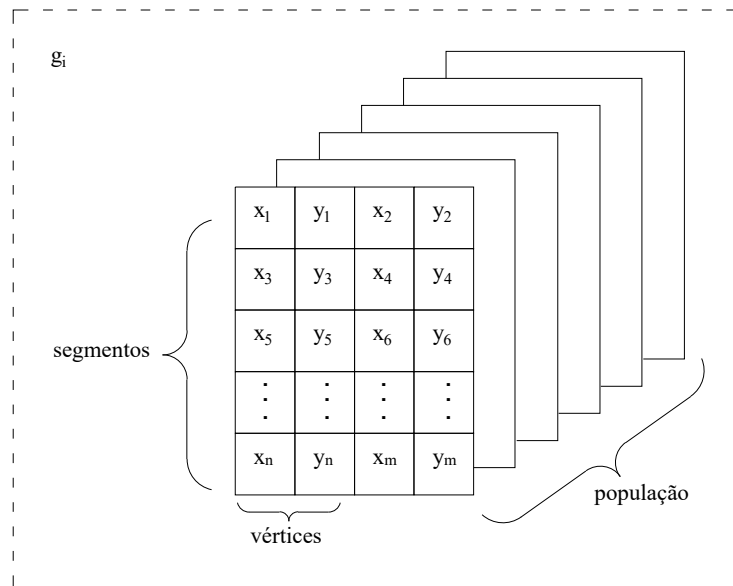 gᵢ
x₁ y₁ x₂ y₂
x₃ y₃ x₄ y₄
segmentos
x₅ y₅ x₆ y₆
⋮ ⋮ ⋮ ⋮
xₙ yₙ xₘ yₘ
população
vértices